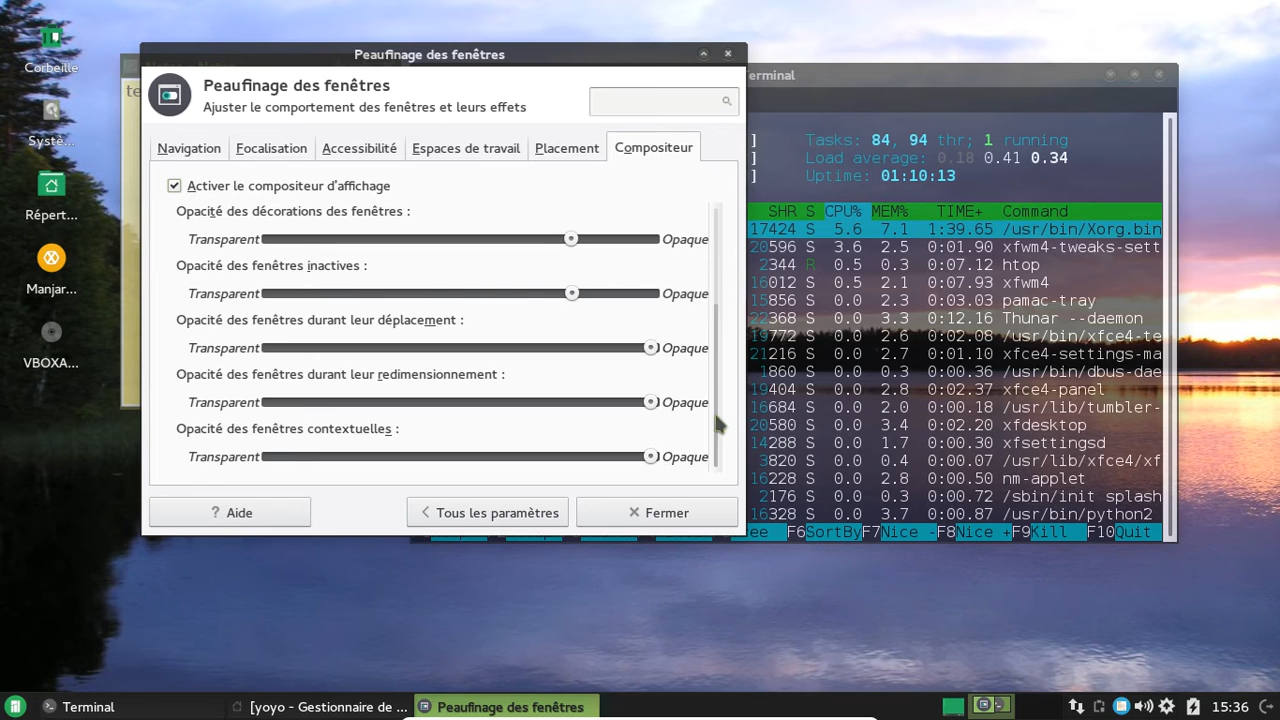 Corbeille
Systè...
Répert...
Manjar...
VBOXA...
Peaufinage des fenêtres
Peaufinage des fenêtres
Ajuster le comportement des fenêtres et leurs effets
Navigation Focalisation Accessibilité Espaces de travail Placement Compositeur
Activer le compositeur d'affichage
Opacité des décorations des fenêtres :
Transparent Opaque
Opacité des fenêtres inactives :
Transparent Opaque
Opacité des fenêtres durant leur déplacement :
Transparent Opaque
Opacité des fenêtres durant leur redimensionnement :
Transparent Opaque
Opacité des fenêtres contextuelles :
Transparent Opaque
? Aide Tous les paramètres Fermer
erminal
] Tasks: 84, 94 thr; 1 running
] Load average: 0.18 0.41 0.34
] Uptime: 01:10:13
SHR S CPU% MEM% TIME+ Command
17424 S 5.6 7.1 1:39.65 /usr/bin/Xorg.bin
20596 S 3.6 2.5 0:01.90 xfwm4-tweaks-sett
2344 R 0.5 0.3 0:07.12 htop
16012 S 0.5 2.1 0:07.93 xfwm4
15856 S 0.0 2.3 0:03.03 pamac-tray
22368 S 0.0 3.3 0:12.16 Thunar --daemon
19772 S 0.0 2.6 0:02.08 /usr/bin/xfce4-te
21216 S 0.0 2.7 0:01.10 xfce4-settings-ma
1860 S 0.0 0.3 0:00.36 /usr/bin/dbus-dae
19404 S 0.0 2.8 0:02.37 xfce4-panel
16684 S 0.0 2.0 0:00.18 /usr/lib/tumbler-
20580 S 0.0 3.4 0:02.20 xfdesktop
14288 S 0.0 1.7 0:00.30 xfsettingsd
3820 S 0.0 0.4 0:00.07 /usr/lib/xfce4/xf
16228 S 0.0 2.8 0:00.50 nm-applet
2176 S 0.0 0.3 0:00.72 /sbin/init splash
16328 S 0.0 3.7 0:00.87 /usr/bin/python2
ee F6SortByF7Nice -F8Nice +F9Kill F10Quit
Terminal [yoyo - Gestionnaire de ... Peaufinage des fenêtres 15:36